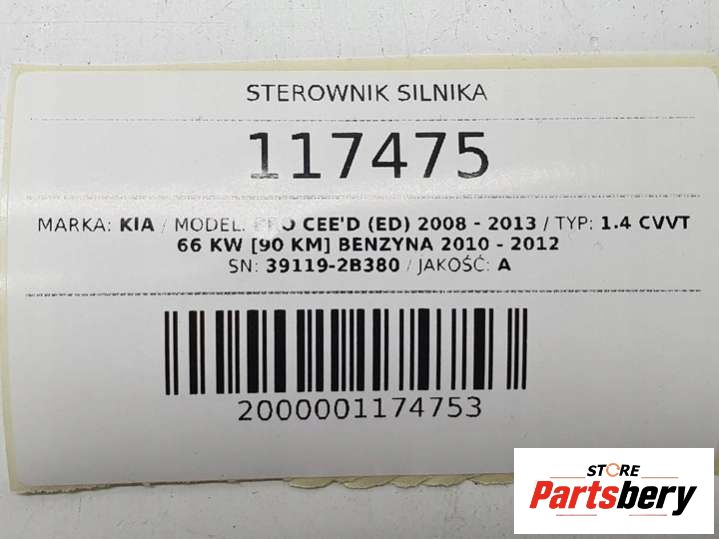 STEROWNIK SILNIKA
117475
MARKA: KIA / MODEL: PRO CEE'D (ED) 2008 - 2013 / TYP: 1.4 CVVT
66 KW [90 KM] BENZYNA 2010 - 2012
SN: 39119-2B380 / JAKOŚĆ: A
2000001174753
STORE
Partsbery